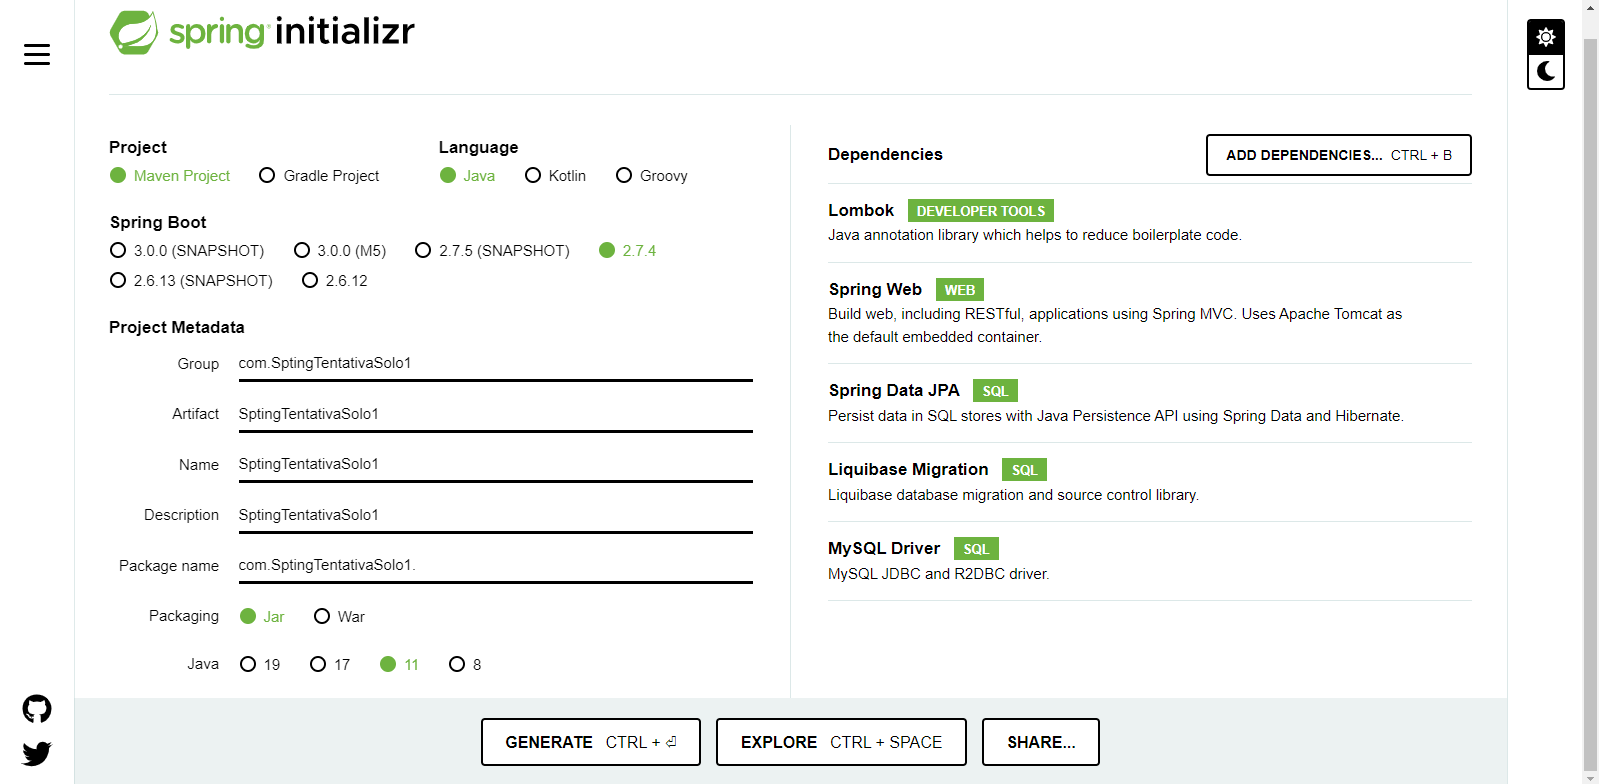 spring initializr
Project
Maven Project Gradle Project
Language
Java Kotlin Groovy
Spring Boot
3.0.0 (SNAPSHOT) 3.0.0 (M5) 2.7.5 (SNAPSHOT) 2.7.4
2.6.13 (SNAPSHOT) 2.6.12
Project Metadata
Group com.SptingTentativaSolo1
Artifact SptingTentativaSolo1
Name SptingTentativaSolo1
Description SptingTentativaSolo1
Package name com.SptingTentativaSolo1.
Packaging Jar War
Java 19 17 11 8
Dependencies ADD DEPENDENCIES... CTRL + B
Lombok DEVELOPER TOOLS
Java annotation library which helps to reduce boilerplate code.
Spring Web WEB
Build web, including RESTful, applications using Spring MVC. Uses Apache Tomcat as
the default embedded container.
Spring Data JPA SQL
Persist data in SQL stores with Java Persistence API using Spring Data and Hibernate.
Liquibase Migration SQL
Liquibase database migration and source control library.
MySQL Driver SQL
MySQL JDBC and R2DBC driver.
GENERATE CTRL + ⏎ EXPLORE CTRL + SPACE SHARE...